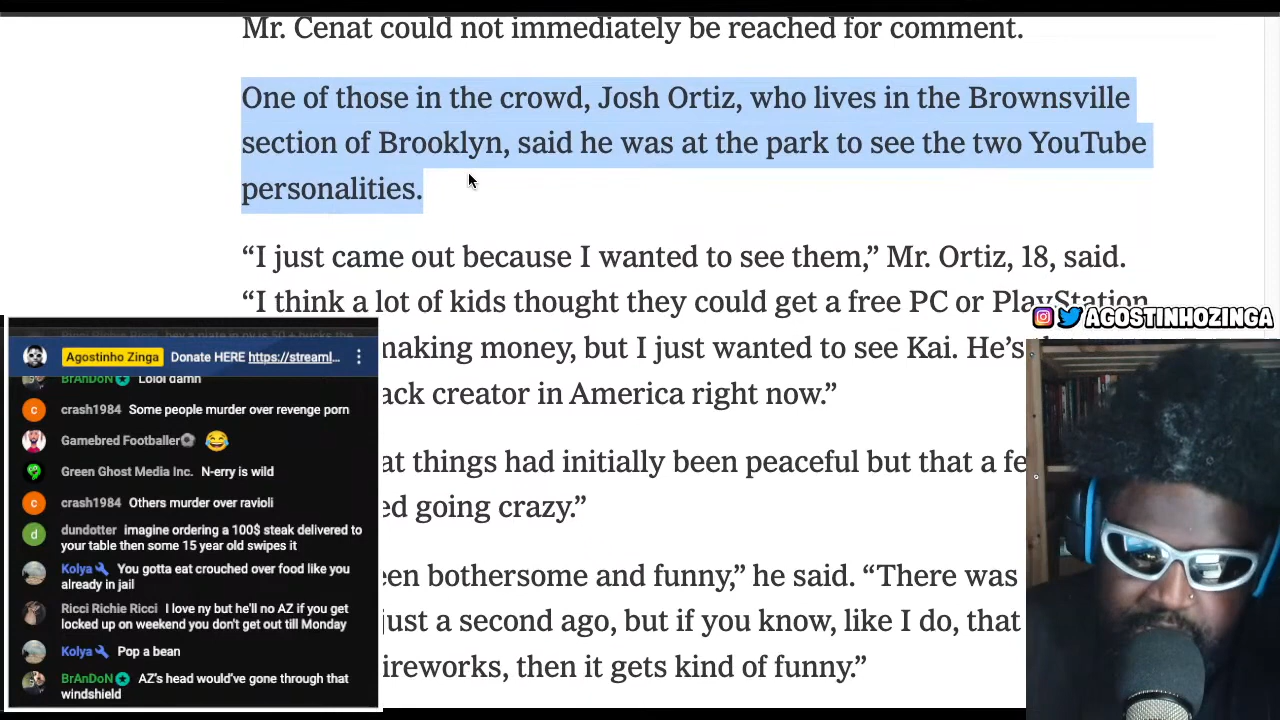 Mr. Cenat could not immediately be reached for comment.
One of those in the crowd, Josh Ortiz, who lives in the Brownsville
section of Brooklyn, said he was at the park to see the two YouTube
personalities.
“I just came out because I wanted to see them,” Mr. Ortiz, 18, said.
“I think a lot of kids thought they could get a free PC or PlayStation
making money, but I just wanted to see Kai. He’s
ack creator in America right now.”
at things had initially been peaceful but that a fe
ed going crazy.”
een bothersome and funny,” he said. “There was
just a second ago, but if you know, like I do, that
ireworks, then it gets kind of funny.”
AGOSTINHOZINGA
Agostinho Zinga Donate HERE https://streaml...
BrAnDoN Lolol damn
crash1984 Some people murder over revenge porn
Gamebred Footballer
Green Ghost Media Inc. N-erry is wild
crash1984 Others murder over ravioli
dundotter imagine ordering a 100$ steak delivered to
your table then some 15 year old swipes it
Kolya You gotta eat crouched over food like you
already in jail
Ricci Richie Ricci I love ny but he'll no AZ if you get
locked up on weekend you don't get out till Monday
Kolya Pop a bean
BrAnDoN AZ's head would've gone through that
windshield